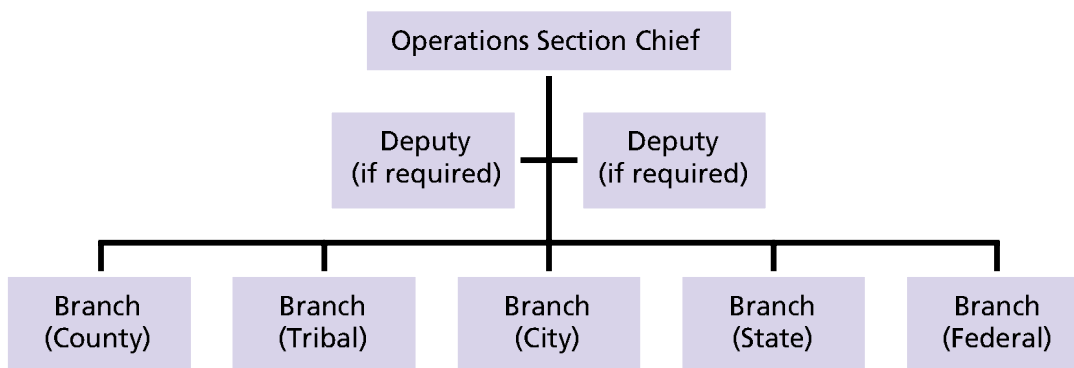 Operations Section Chief
Deputy
(if required)
Deputy
(if required)
Branch
(County)
Branch
(Tribal)
Branch
(City)
Branch
(State)
Branch
(Federal)